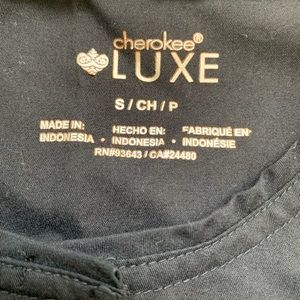 cherokee®
LUXE
S / CH / P
MADE IN: HECHO EN: FABRIQUÉ EN:
INDONESIA • INDONESIA • INDONÉSIE
RN#93643 / CA#24480